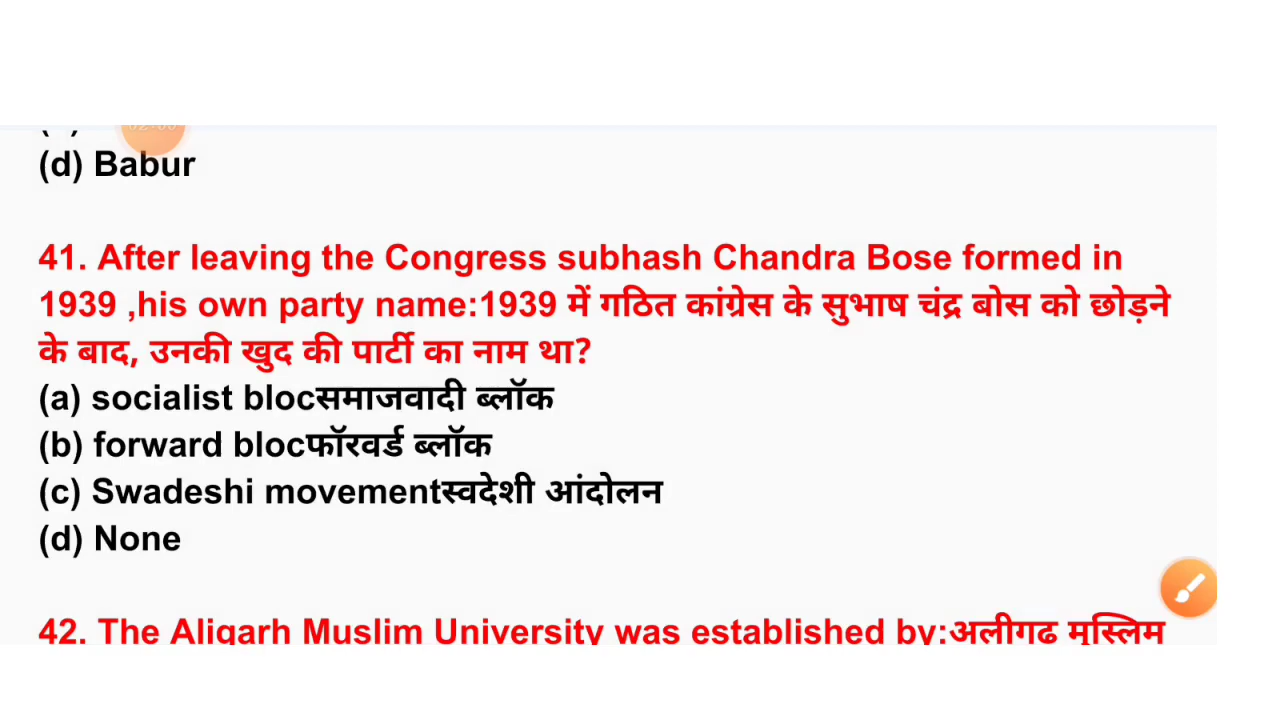 (d) Babur
41. After leaving the Congress subhash Chandra Bose formed in
1939 ,his own party name:1939 में गठित कांग्रेस के सुभाष चंद्र बोस को छोड़ने
के बाद, उनकी खुद की पार्टी का नाम था?
(a) socialist blocसमाजवादी ब्लॉक
(b) forward blocफॉरवर्ड ब्लॉक
(c) Swadeshi movementस्वदेशी आंदोलन
(d) None
42. The Aligarh Muslim University was established by:अलीगढ मुस्लिम